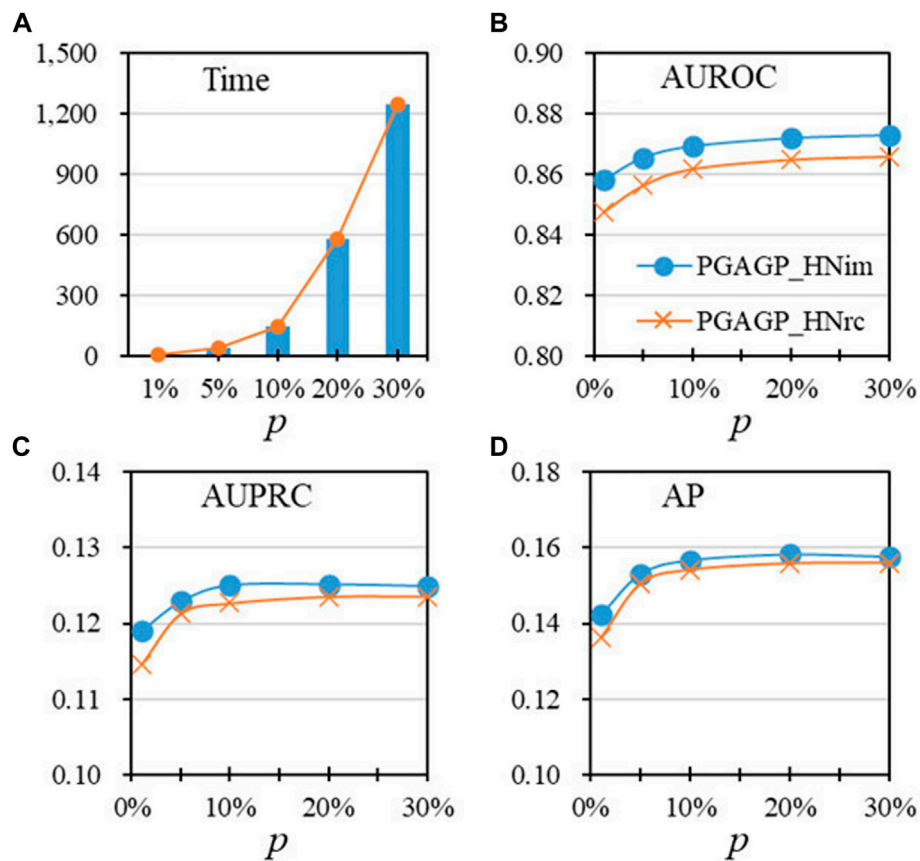 A
Time
1,500
1,200
900
600
300
0
1% 5% 10% 20% 30%
p
B
AUROC
0.90
0.88
0.86
0.84
0.82
0.80
PGAGP_HNim
PGAGP_HNrc
0% 10% 20% 30%
p
C
AUPRC
0.14
0.13
0.12
0.11
0.10
0% 10% 20% 30%
p
D
AP
0.18
0.16
0.14
0.12
0.10
0% 10% 20% 30%
p